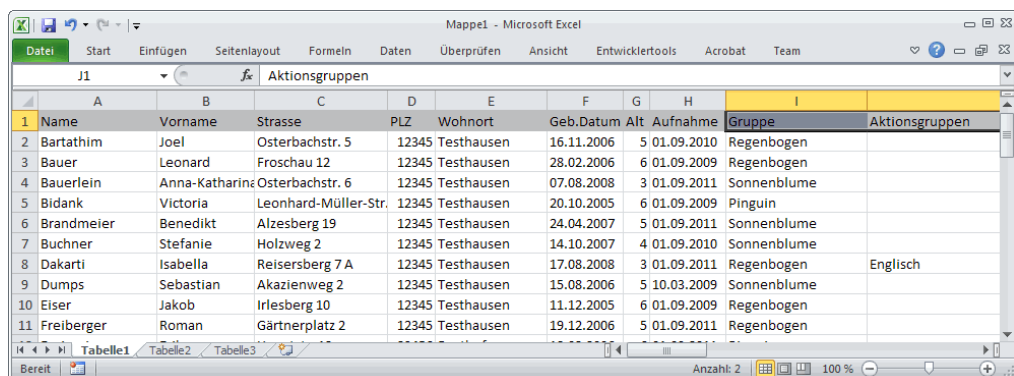 Mappe1 - Microsoft Excel
Datei Start Einfügen Seitenlayout Formeln Daten Überprüfen Ansicht Entwicklertools Acrobat Team
J1 fx Aktionsgruppen
A B C D E F G H I
1 Name Vorname Strasse PLZ Wohnort Geb.Datum Alt Aufnahme Gruppe Aktionsgruppen
2 Bartathim Joel Osterbachstr. 5 12345 Testhausen 16.11.2006 5 01.09.2010 Regenbogen
3 Bauer Leonard Froschau 12 12345 Testhausen 28.02.2006 6 01.09.2009 Regenbogen
4 Bauerlein Anna-Katharina Osterbachstr. 6 12345 Testhausen 07.08.2008 3 01.09.2011 Sonnenblume
5 Bidank Victoria Leonhard-Müller-Str. 12345 Testhausen 20.10.2005 6 01.09.2009 Pinguin
6 Brandmeier Benedikt Alzesberg 19 12345 Testhausen 24.04.2007 5 01.09.2011 Sonnenblume
7 Buchner Stefanie Holzweg 2 12345 Testhausen 14.10.2007 4 01.09.2010 Sonnenblume
8 Dakarti Isabella Reisersberg 7 A 12345 Testhausen 17.08.2008 3 01.09.2011 Regenbogen Englisch
9 Dumps Sebastian Akazienweg 2 12345 Testhausen 15.08.2006 5 10.03.2009 Sonnenblume
10 Eiser Jakob Irlesberg 10 12345 Testhausen 11.12.2005 6 01.09.2009 Regenbogen
11 Freiberger Roman Gärtnerplatz 2 12345 Testhausen 19.12.2006 5 01.09.2011 Regenbogen
Tabelle1 Tabelle2 Tabelle3
Bereit Anzahl: 2 100 %